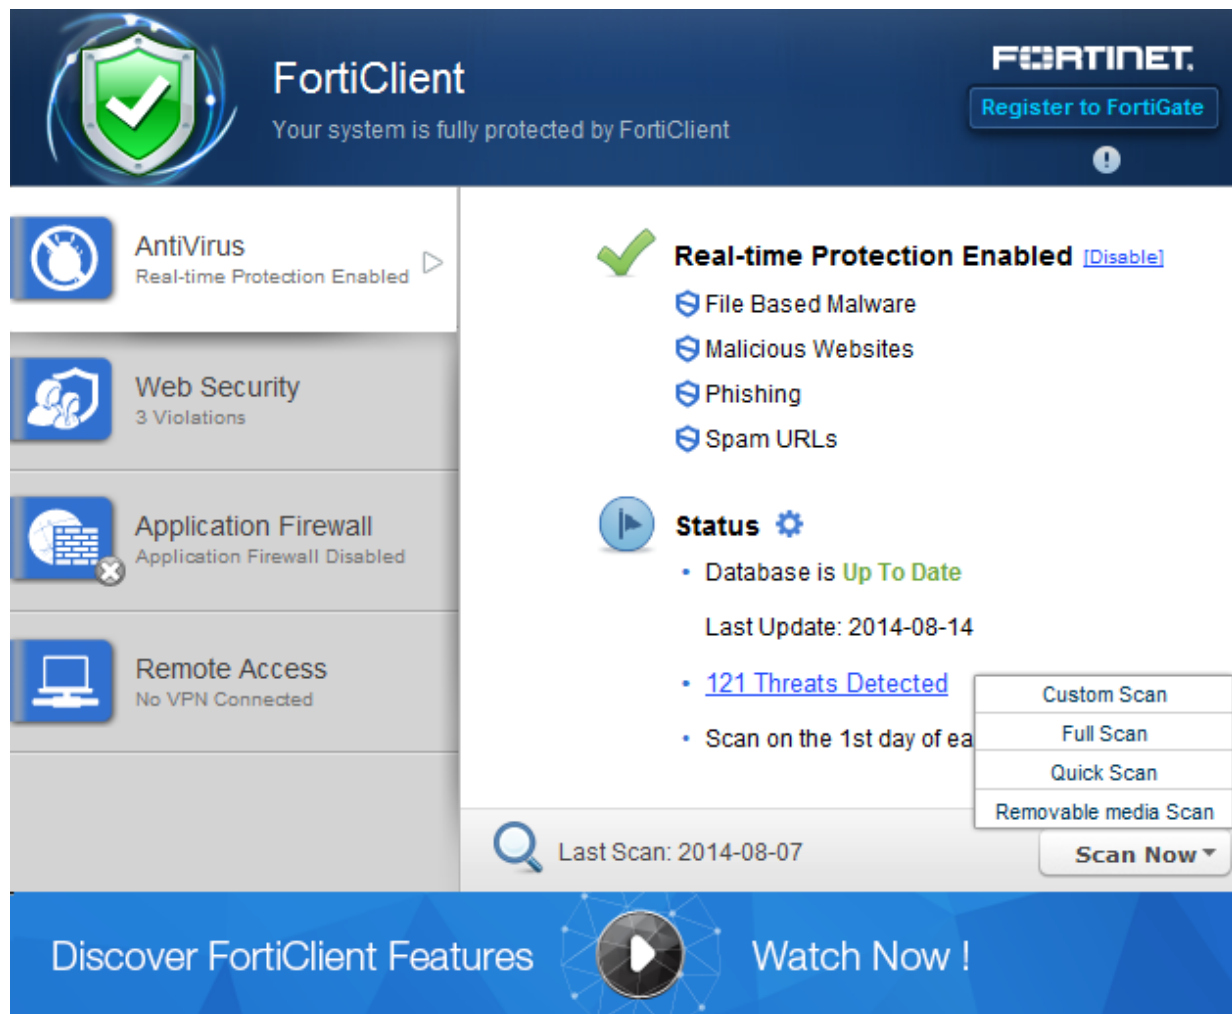 FortiClient
Your system is fully protected by FortiClient
FORTINET.
Register to FortiGate
AntiVirus
Real-time Protection Enabled
Web Security
3 Violations
Application Firewall
Application Firewall Disabled
Remote Access
No VPN Connected
Real-time Protection Enabled [Disable]
File Based Malware
Malicious Websites
Phishing
Spam URLs
Status
• Database is Up To Date
Last Update: 2014-08-14
• 121 Threats Detected
• Scan on the 1st day of ea
Custom Scan
Full Scan
Quick Scan
Removable media Scan
Last Scan: 2014-08-07
Scan Now
Discover FortiClient Features
Watch Now !